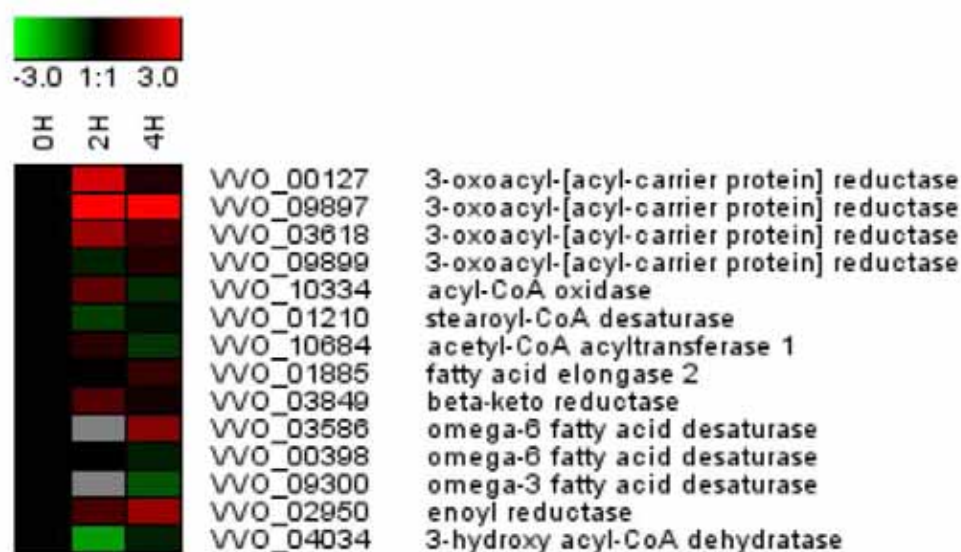 -3.0 1:1 3.0
0H 2H 4H
VVO_00127 3-oxoacyl-[acyl-carrier protein] reductase
VVO_09897 3-oxoacyl-[acyl-carrier protein] reductase
VVO_03618 3-oxoacyl-[acyl-carrier protein] reductase
VVO_09899 3-oxoacyl-[acyl-carrier protein] reductase
VVO_10334 acyl-CoA oxidase
VVO_01210 stearoyl-CoA desaturase
VVO_10684 acetyl-CoA acyltransferase 1
VVO_01885 fatty acid elongase 2
VVO_03849 beta-keto reductase
VVO_03586 omega-6 fatty acid desaturase
VVO_00398 omega-6 fatty acid desaturase
VVO_09300 omega-3 fatty acid desaturase
VVO_02950 enoyl reductase
VVO_04034 3-hydroxy acyl-CoA dehydratase